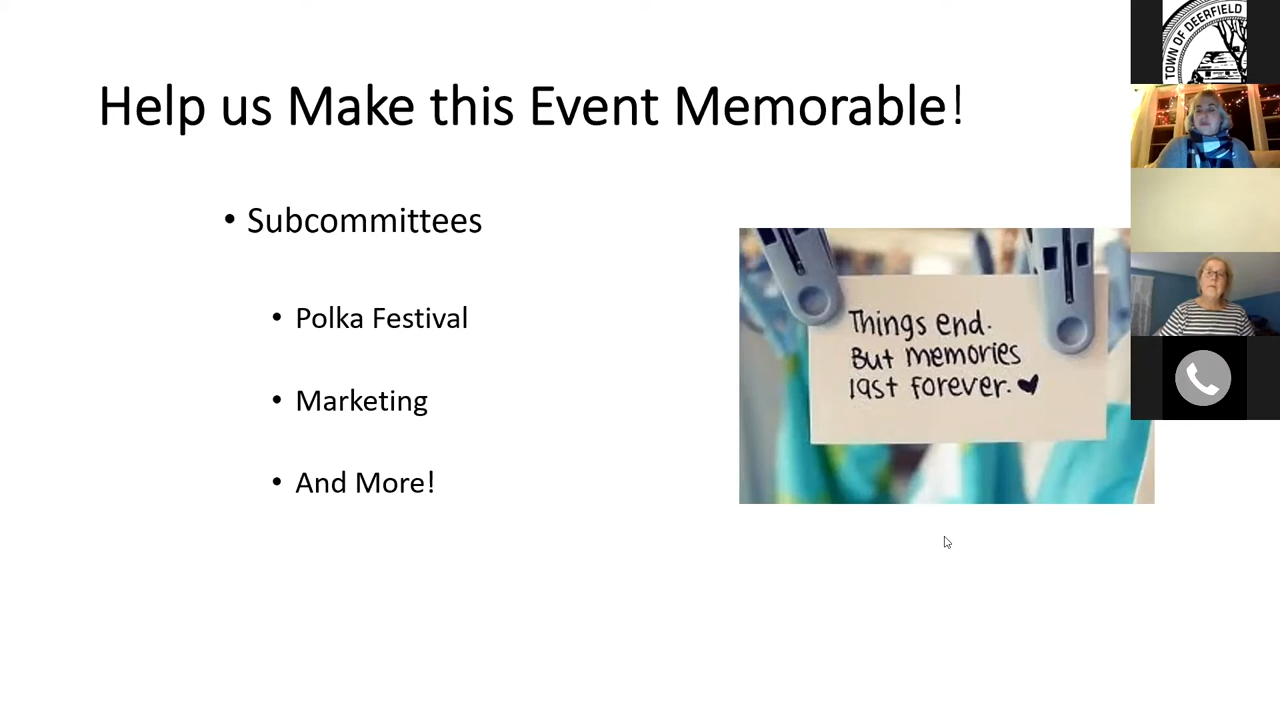 Help us Make this Event Memorable!
• Subcommittees
• Polka Festival
• Marketing
• And More!
Things end.
But memories
last forever. ♥
TOWN OF DEERFIELD